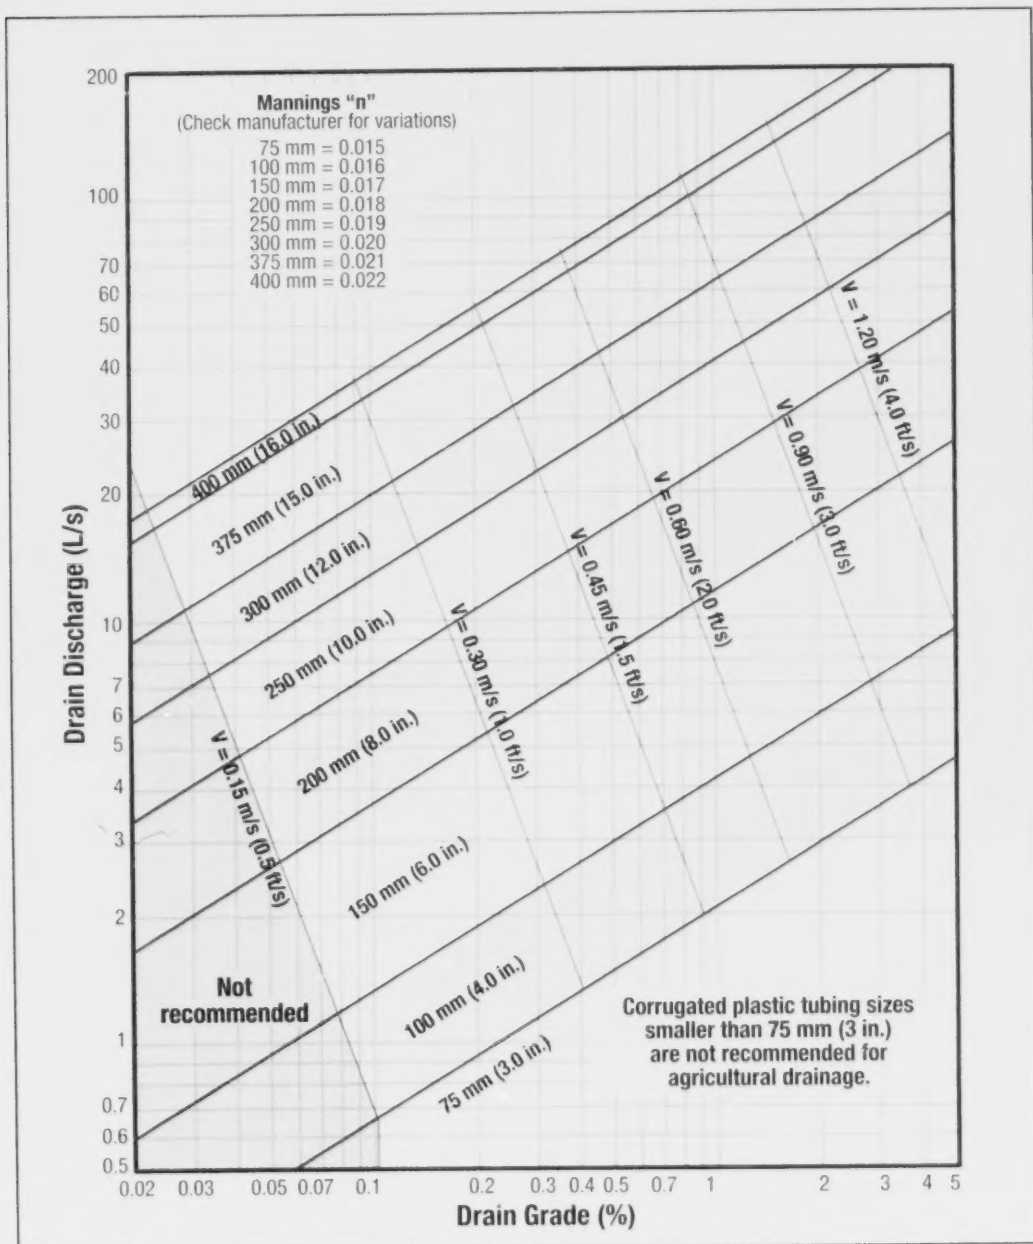 200
100
70
60
50
40
30
20
10
7
6
5
4
3
2
1
0.7
0.6
0.5
Drain Discharge (L/s)
Mannings “n”
(Check manufacturer for variations)
75 mm = 0.015
100 mm = 0.016
150 mm = 0.017
200 mm = 0.018
250 mm = 0.019
300 mm = 0.020
375 mm = 0.021
400 mm = 0.022
400 mm (16.0 in.)
375 mm (15.0 in.)
300 mm (12.0 in.)
250 mm (10.0 in.)
200 mm (8.0 in.)
150 mm (6.0 in.)
100 mm (4.0 in.)
75 mm (3.0 in.)
V = 0.15 m/s (0.5 ft/s)
V = 0.30 m/s (1.0 ft/s)
V = 0.45 m/s (1.5 ft/s)
V = 0.60 m/s (2.0 ft/s)
V = 0.90 m/s (3.0 ft/s)
V = 1.20 m/s (4.0 ft/s)
Not
recommended
Corrugated plastic tubing sizes
smaller than 75 mm (3 in.)
are not recommended for
agricultural drainage.
0.02 0.03 0.05 0.07 0.1 0.2 0.3 0.4 0.5 0.7 1 2 3 4 5
Drain Grade (%)